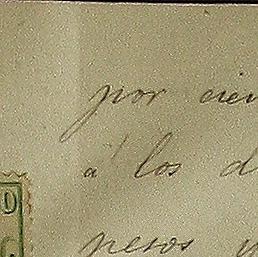 por cien
á los d
pesos
D
C.